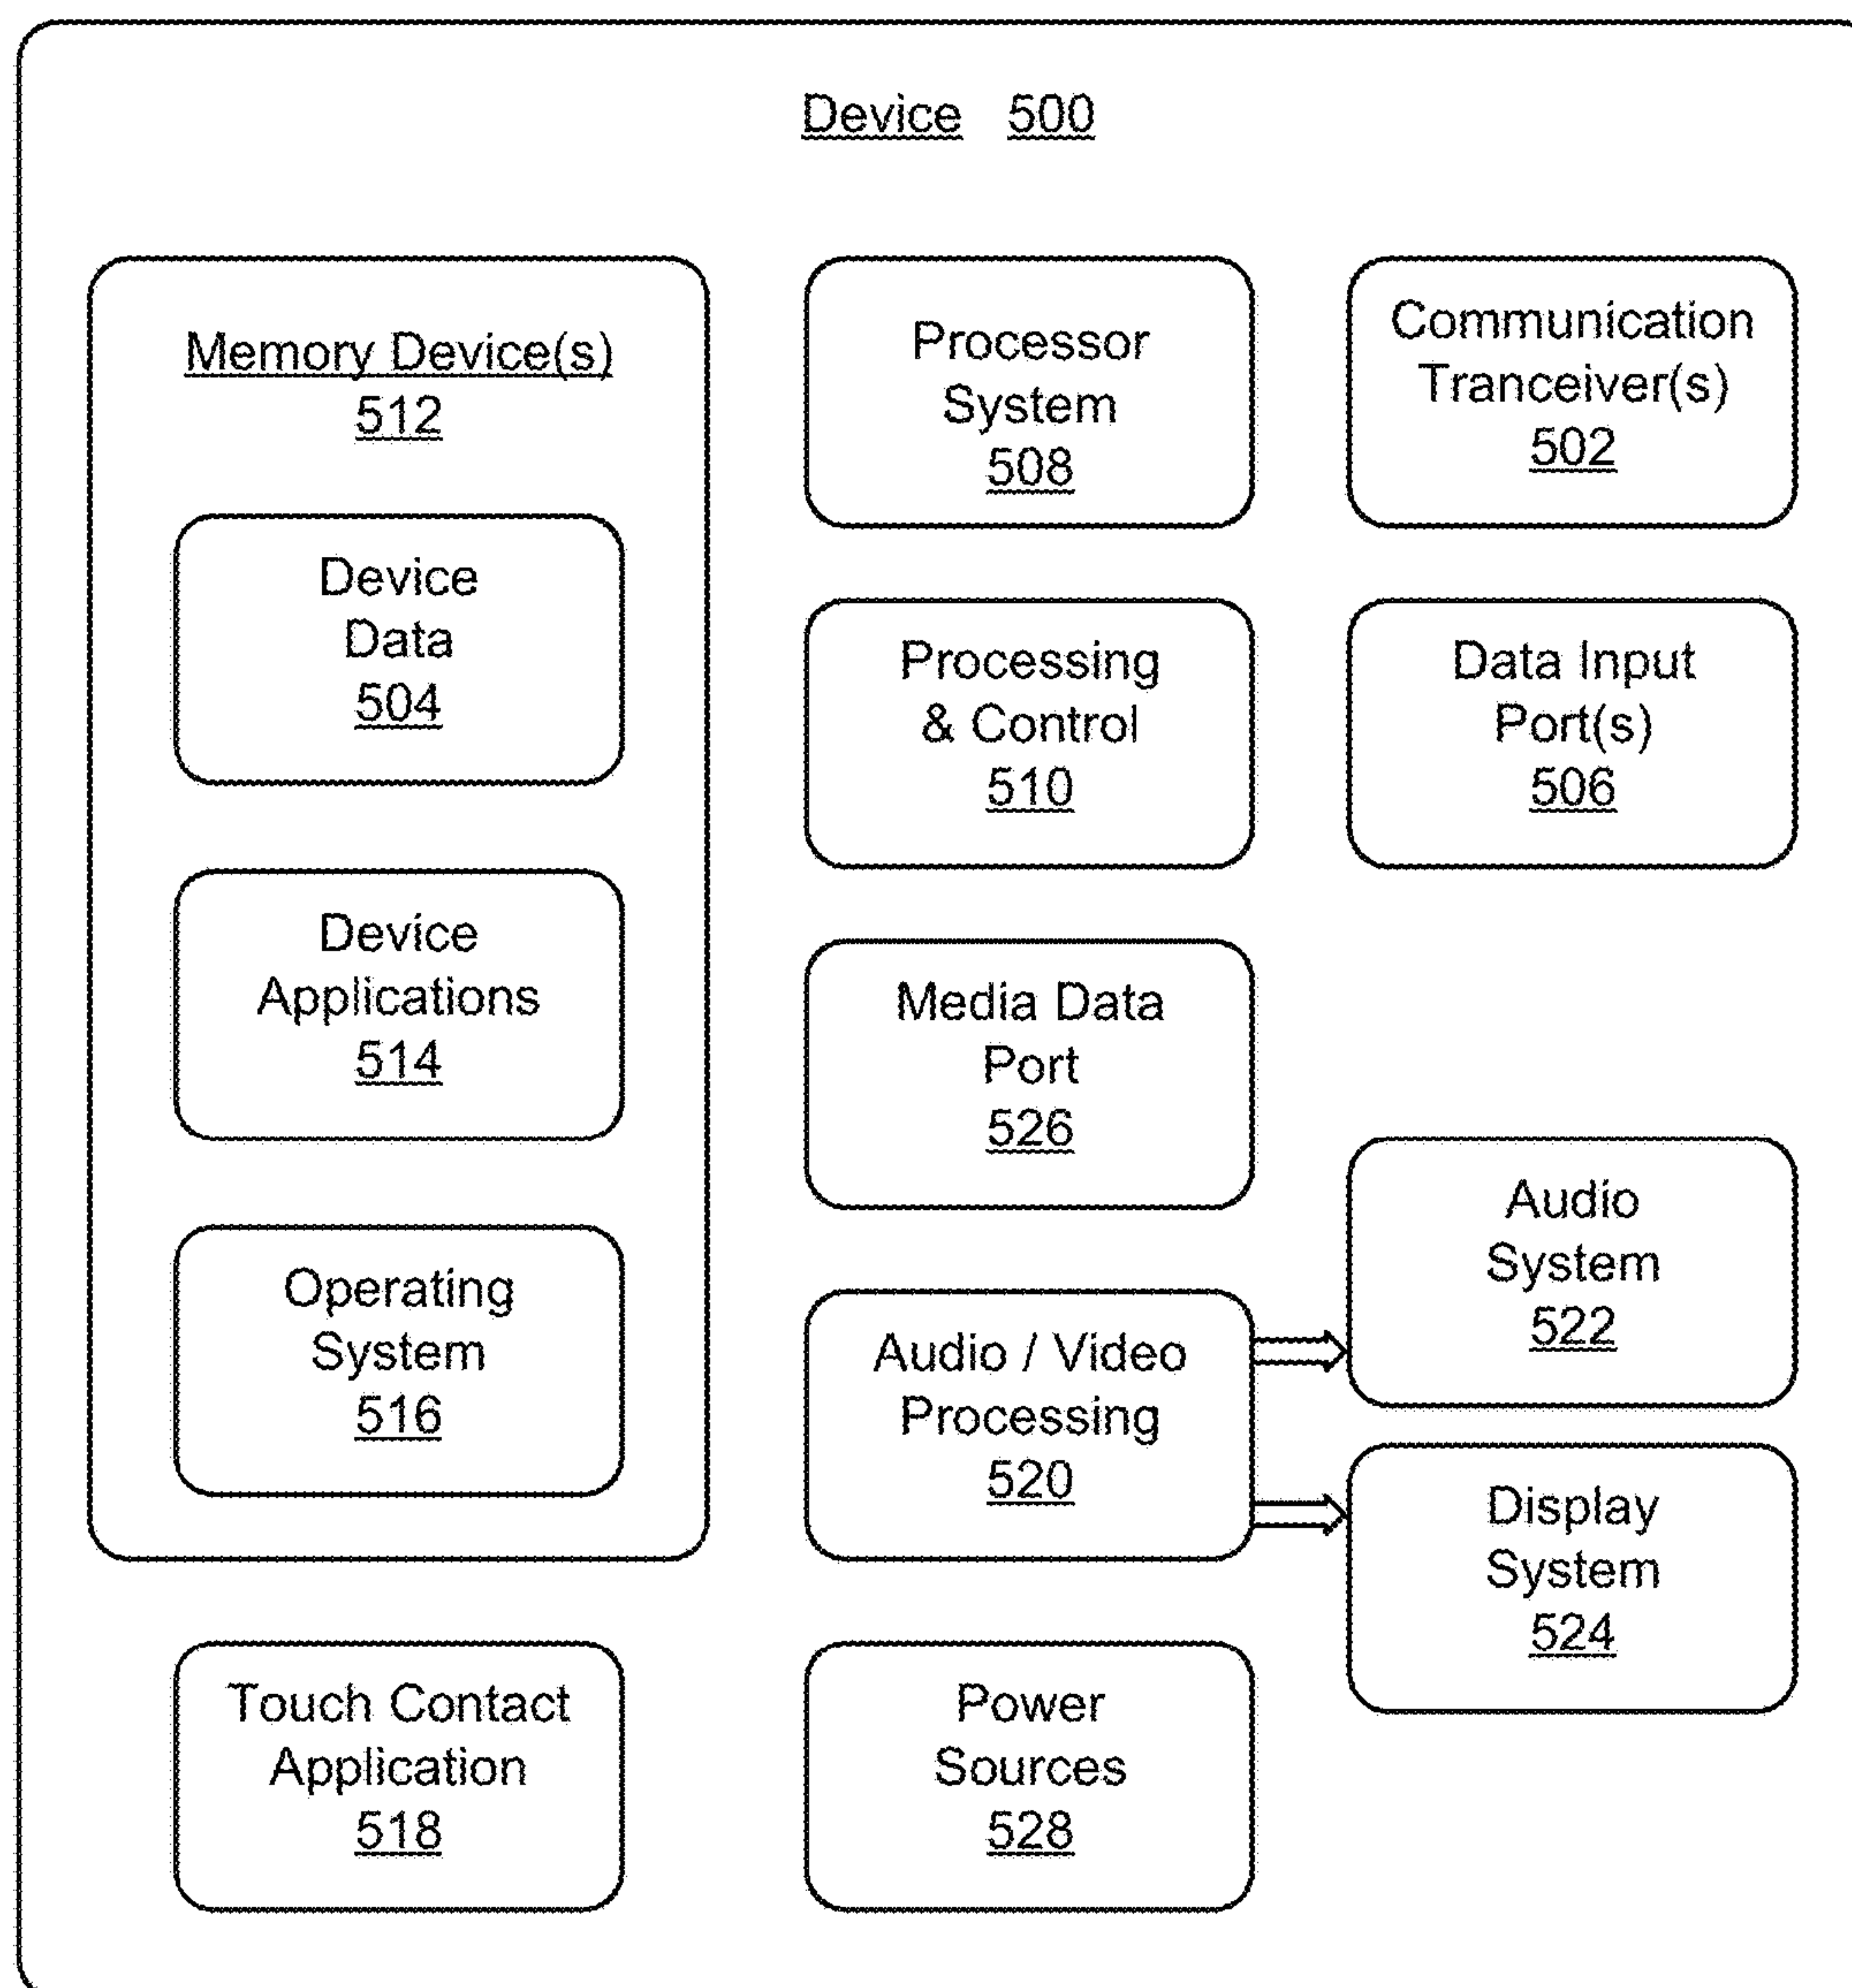 Device 500
Memory Device(s)
512
Device
Data
504
Device
Applications
514
Operating
System
516
Touch Contact
Application
518
Processor
System
508
Processing
& Control
510
Media Data
Port
526
Audio / Video
Processing
520
Power
Sources
528
Communication
Tranceiver(s)
502
Data Input
Port(s)
506
Audio
System
522
Display
System
524